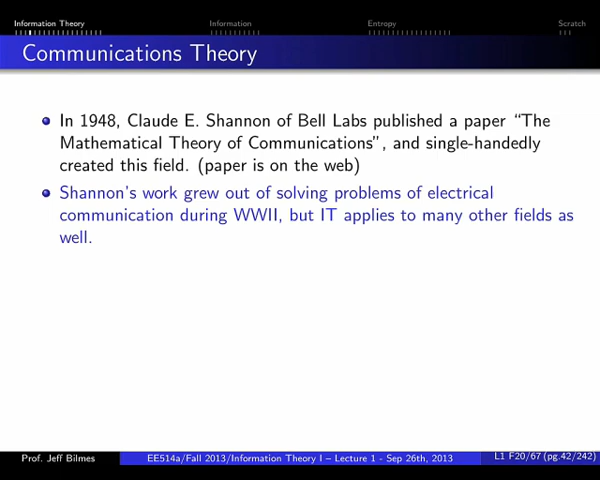 Information Theory Information Entropy Scratch
Communications Theory
In 1948, Claude E. Shannon of Bell Labs published a paper “The
Mathematical Theory of Communications”, and single-handedly
created this field. (paper is on the web)
Shannon's work grew out of solving problems of electrical
communication during WWII, but IT applies to many other fields as
well.
Prof. Jeff Bilmes EE514a/Fall 2013/Information Theory I – Lecture 1 - Sep 26th, 2013 L1 F20/67 (pg.42/242)